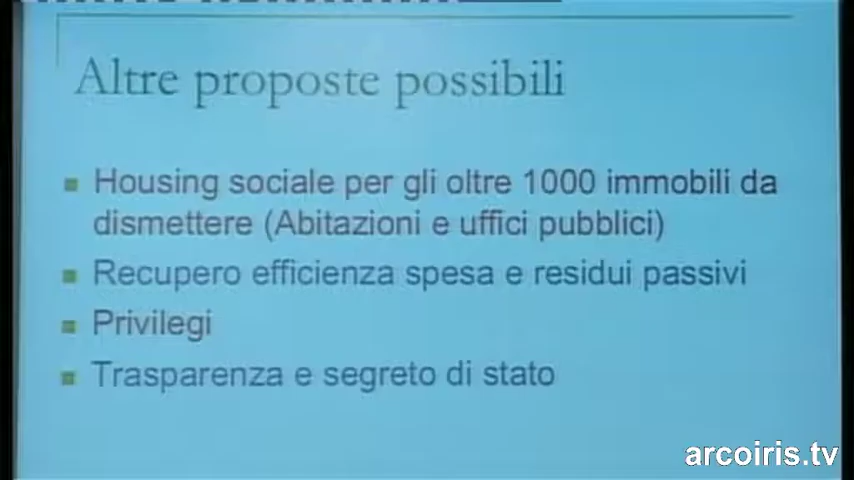 Altre proposte possibili
Housing sociale per gli oltre 1000 immobili da
dismettere (Abitazioni e uffici pubblici)
Recupero efficienza spesa e residui passivi
Privilegi
Trasparenza e segreto di stato
arcoiris.tv